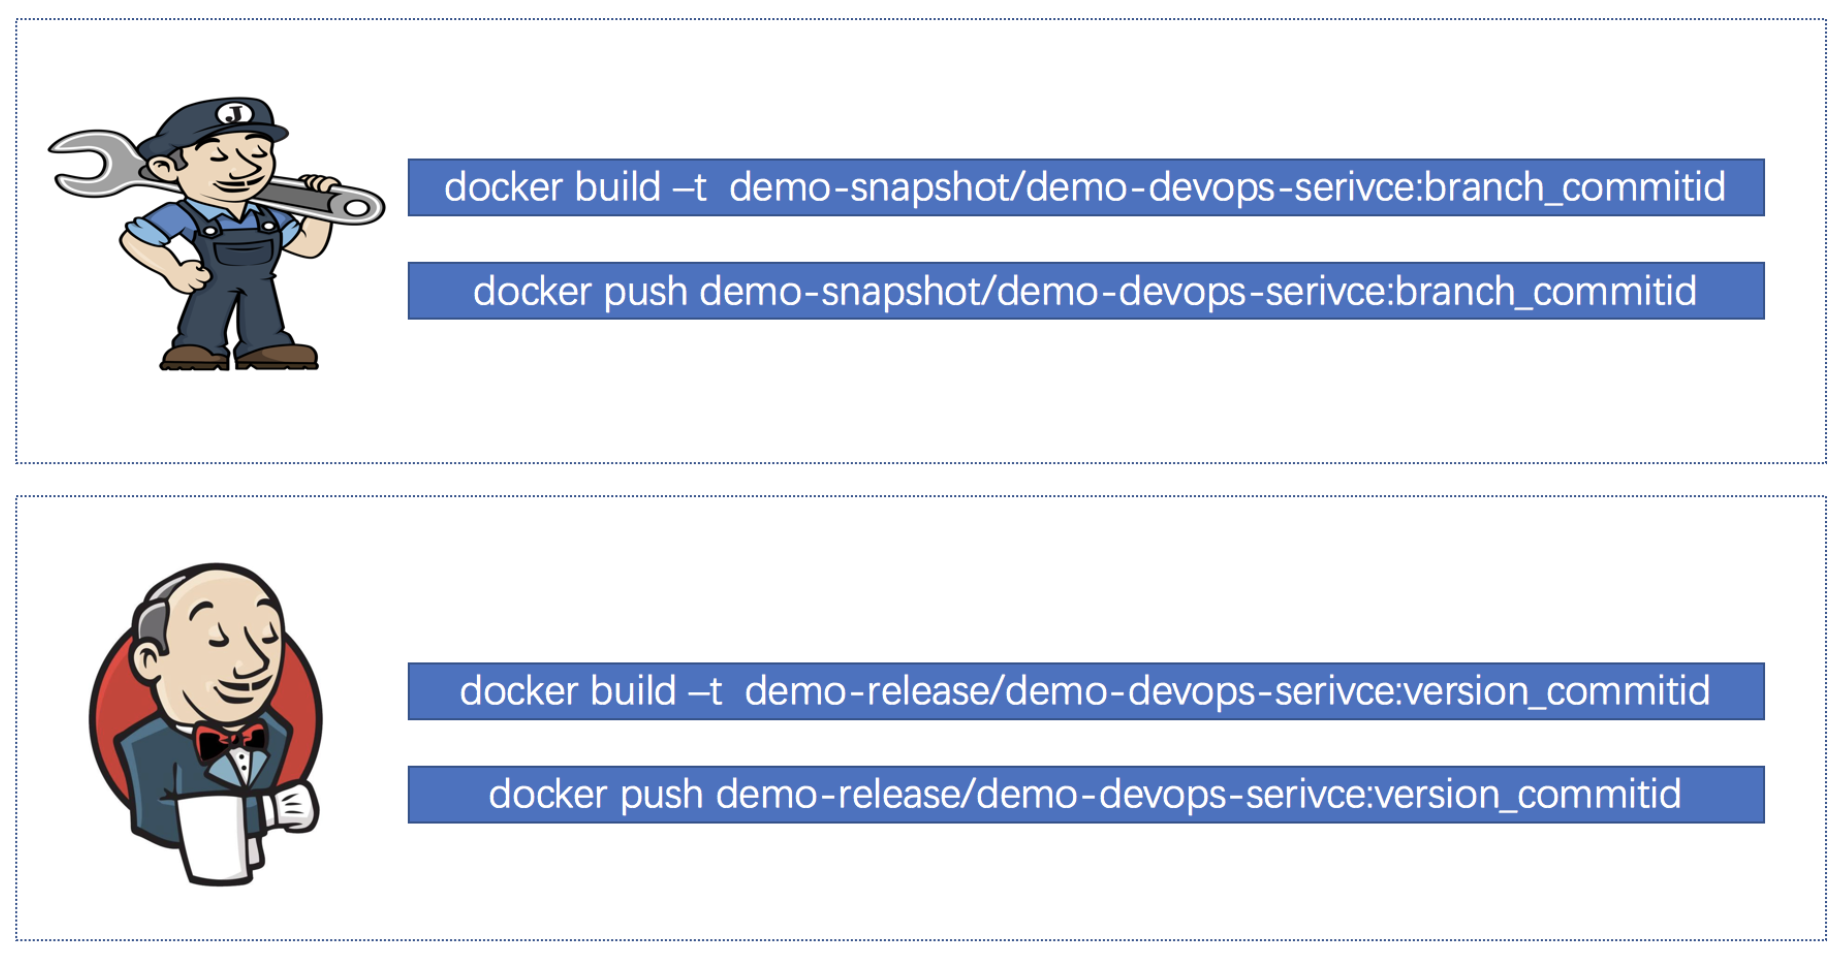 J
docker build –t  demo-snapshot/demo-devops-serivce:branch_commitid
docker push demo-snapshot/demo-devops-serivce:branch_commitid
docker build –t  demo-release/demo-devops-serivce:version_commitid
docker push demo-release/demo-devops-serivce:version_commitid